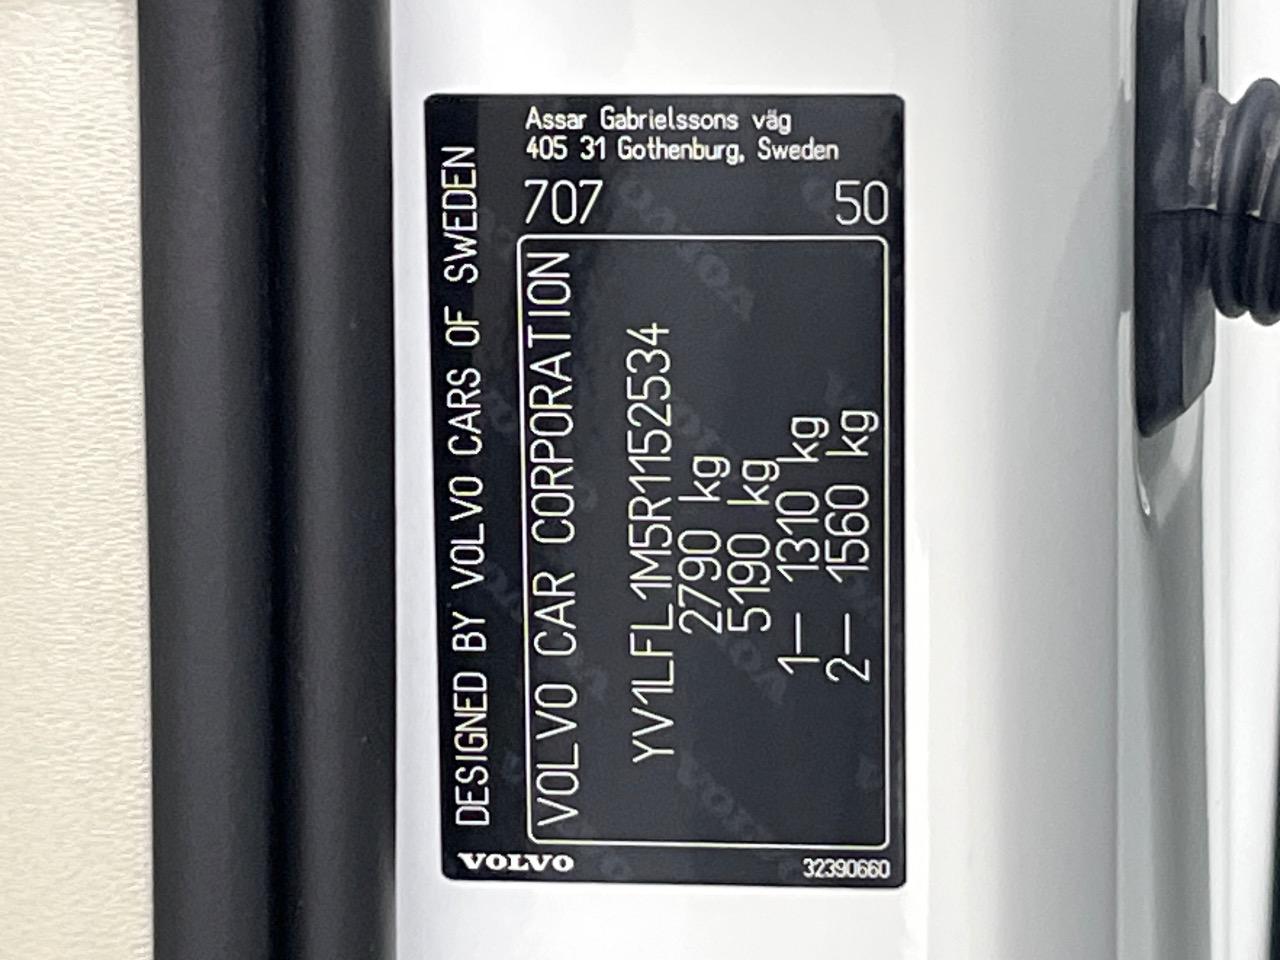 DESIGNED BY VOLVO CARS OF SWEDEN
VOLVO
Assar Gabrielssons väg
405 31 Gothenburg, Sweden
707
50
VOLVO CAR CORPORATION
YV1LFL1M5R1152534
2790 kg
5190 kg
1— 1310 kg
2— 1560 kg
32390660